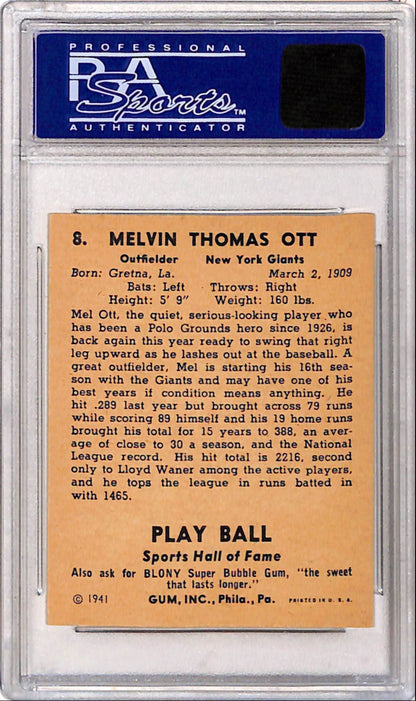 PROFESSIONAL
PSA
Sports™
AUTHENTICATOR
8. MELVIN THOMAS OTT
Outfielder New York Giants
Born: Gretna, La. March 2, 1909
Bats: Left Throws: Right
Height: 5' 9" Weight: 160 lbs.
Mel Ott, the quiet, serious-looking player who
has been a Polo Grounds hero since 1926, is
back again this year ready to swing that right
leg upward as he lashes out at the baseball. A
great outfielder, Mel is starting his 16th sea-
son with the Giants and may have one of his
best years if condition means anything. He
hit .289 last year but brought across 79 runs
while scoring 89 himself and his 19 home runs
brought his total for 15 years to 388, an aver-
age of close to 30 a season, and the National
League record. His hit total is 2216, second
only to Lloyd Waner among the active players,
and he tops the league in runs batted in
with 1465.
PLAY BALL
Sports Hall of Fame
Also ask for BLONY Super Bubble Gum, "the sweet
that lasts longer."
© 1941 GUM, INC., Phila., Pa. PRINTED IN U. S. A.